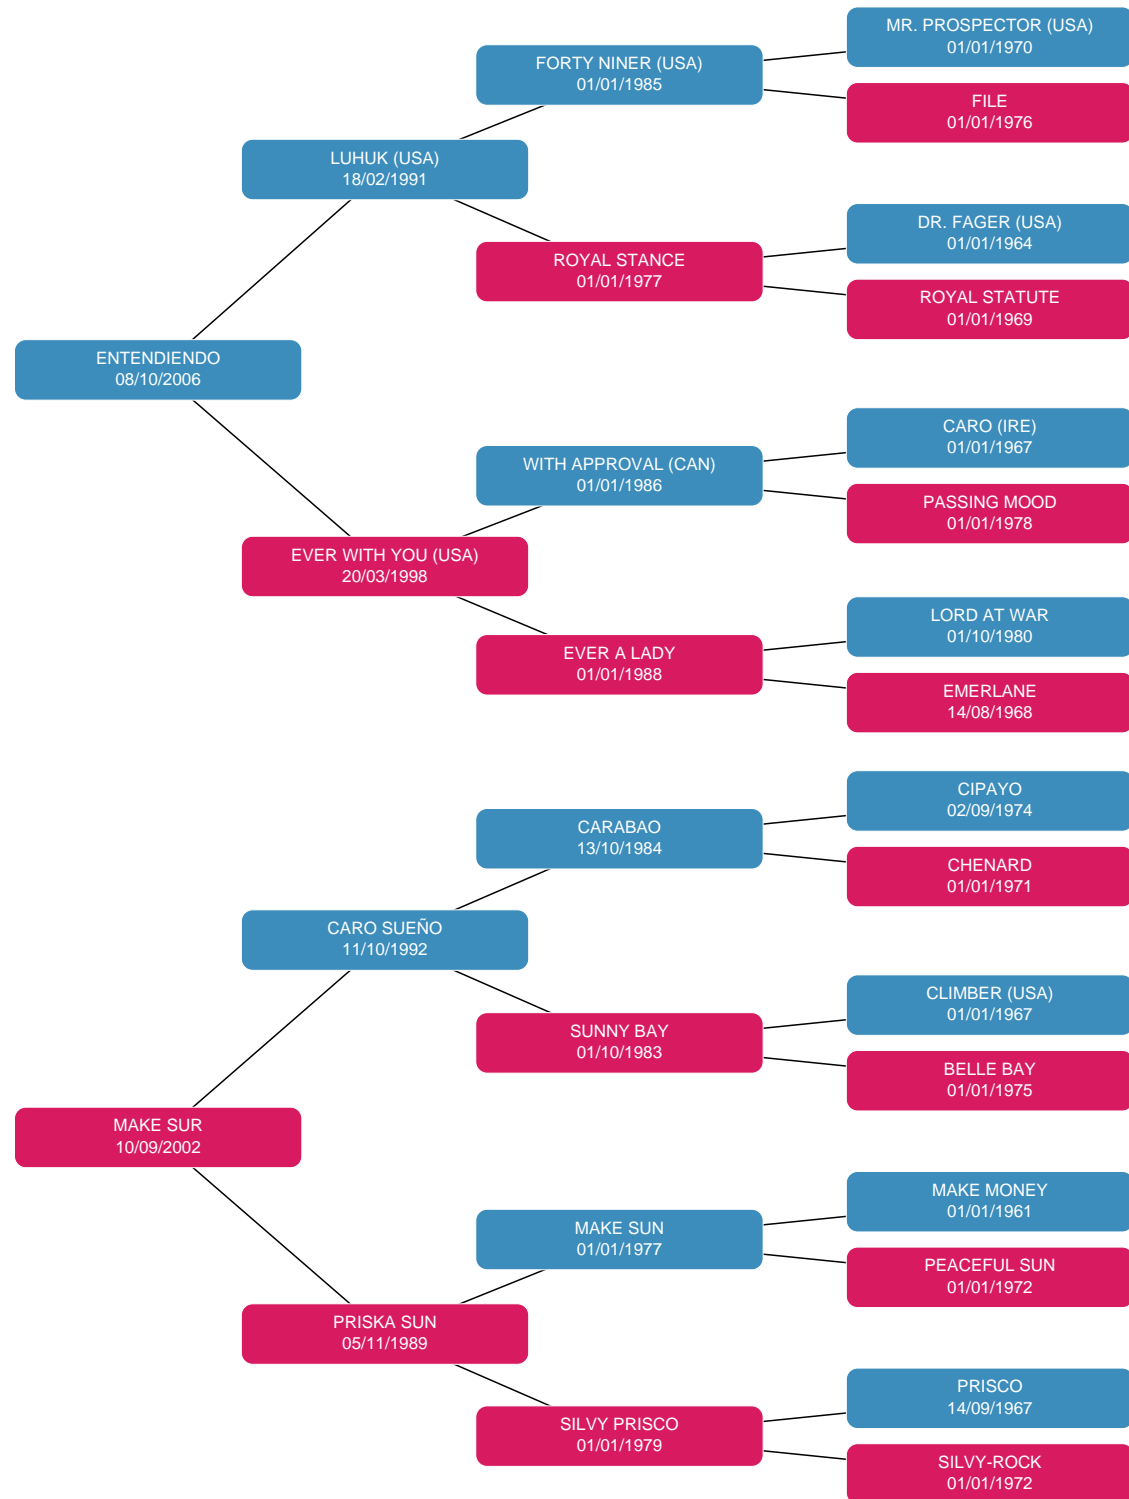 MR. PROSPECTOR (USA)
01/01/1970
FORTY NINER (USA)
01/01/1985
FILE
01/01/1976
LUHUK (USA)
18/02/1991
DR. FAGER (USA)
01/01/1964
ROYAL STANCE
01/01/1977
ROYAL STATUTE
01/01/1969
ENTENDIENDO
08/10/2006
CARO (IRE)
01/01/1967
WITH APPROVAL (CAN)
01/01/1986
PASSING MOOD
01/01/1978
EVER WITH YOU (USA)
20/03/1998
LORD AT WAR
01/10/1980
EVER A LADY
01/01/1988
EMERLANE
14/08/1968
CIPAYO
02/09/1974
CARABAO
13/10/1984
CHENARD
01/01/1971
CARO SUEÑO
11/10/1992
CLIMBER (USA)
01/01/1967
SUNNY BAY
01/10/1983
BELLE BAY
01/01/1975
MAKE SUR
10/09/2002
MAKE MONEY
01/01/1961
MAKE SUN
01/01/1977
PEACEFUL SUN
01/01/1972
PRISKA SUN
05/11/1989
PRISCO
14/09/1967
SILVY PRISCO
01/01/1979
SILVY-ROCK
01/01/1972